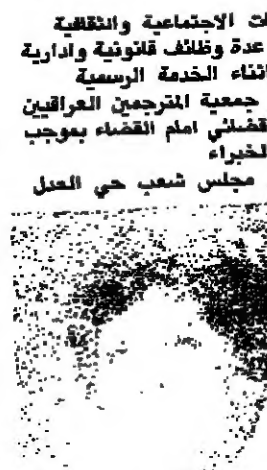 ت الاجتماعية والثقافية
عدة وظائف قانونية وادارية
اثناء الخدمة الرسمية
جمعية المترجمين العراقيين
قضائي امام القضاء بموجب
لخبراء
مجلس شعب حي العدل